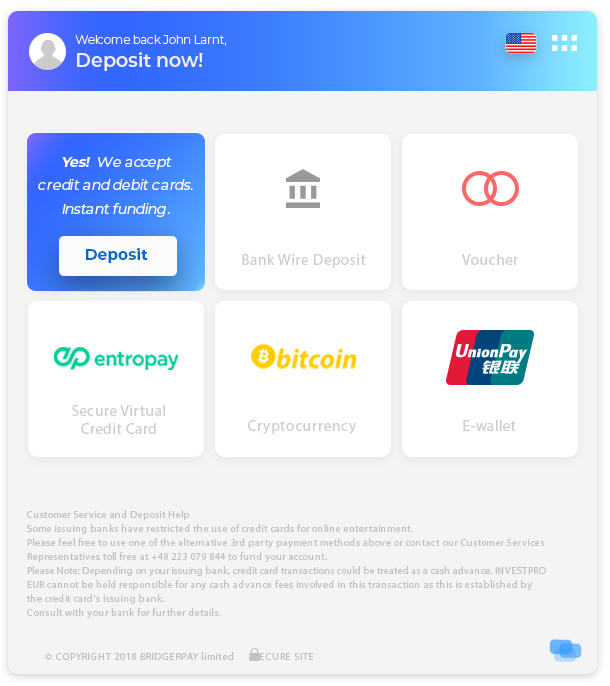 Welcome back John Larnt,
Deposit now!
Yes! We accept
credit and debit cards.
Instant funding.
Deposit
Bank Wire Deposit
Voucher
entropay
Secure Virtual
Credit Card
bitcoin
Cryptocurrency
UnionPay
银联
E-wallet
Customer Service and Deposit Help
Some issuing banks have restricted the use of credit cards for online entertainment.
Please feel free to use one of the alternative 3rd party payment methods above or contact our Customer Services
Representatives toll free at +48 223 079 844 to fund your account.
Please Note: Depending on your issuing bank, credit card transactions could be treated as a cash advance. INVESTPRO
EUR cannot be held responsible for any cash advance fees involved in this transaction as this is established by
the credit card's issuing bank.
Consult with your bank for further details.
© COPYRIGHT 2018 BRIDGERPAY limited ECURE SITE